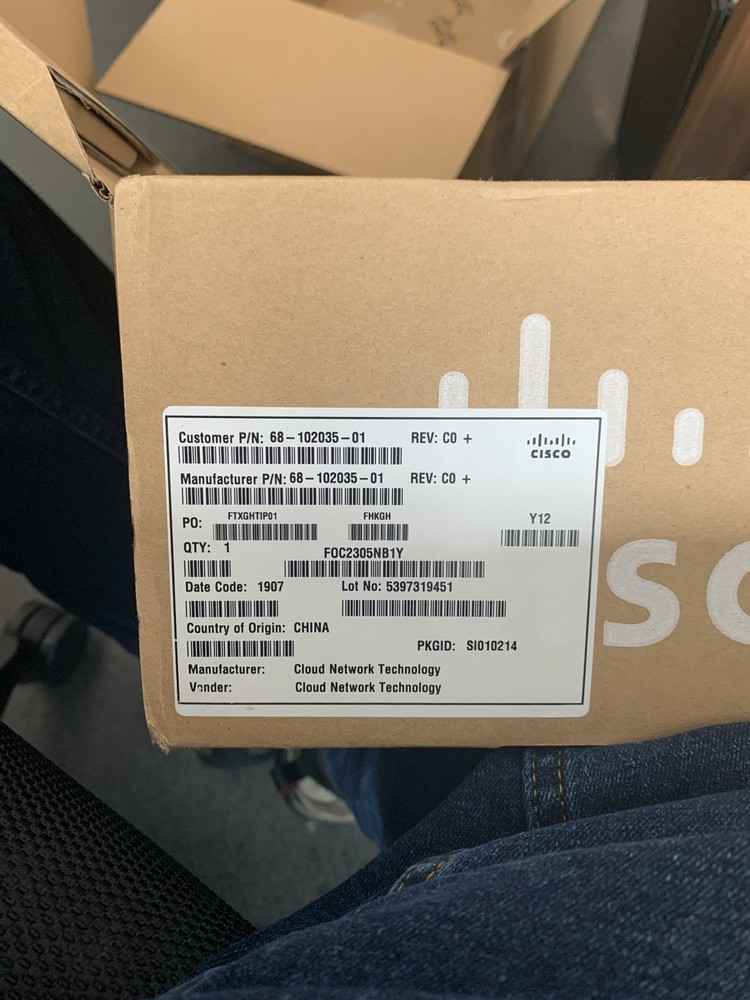 Customer P/N: 68-102035-01 REV: C0 +
CISCO
Manufacturer P/N: 68-102035-01 REV: C0 +
PO: FTXGHTIP01 FHKGH Y12
QTY: 1 FOC2305NB1Y
Date Code: 1907 Lot No: 5397319451
Country of Origin: CHINA
PKGID: SI010214
Manufacturer: Cloud Network Technology
Vender: Cloud Network Technology
SC